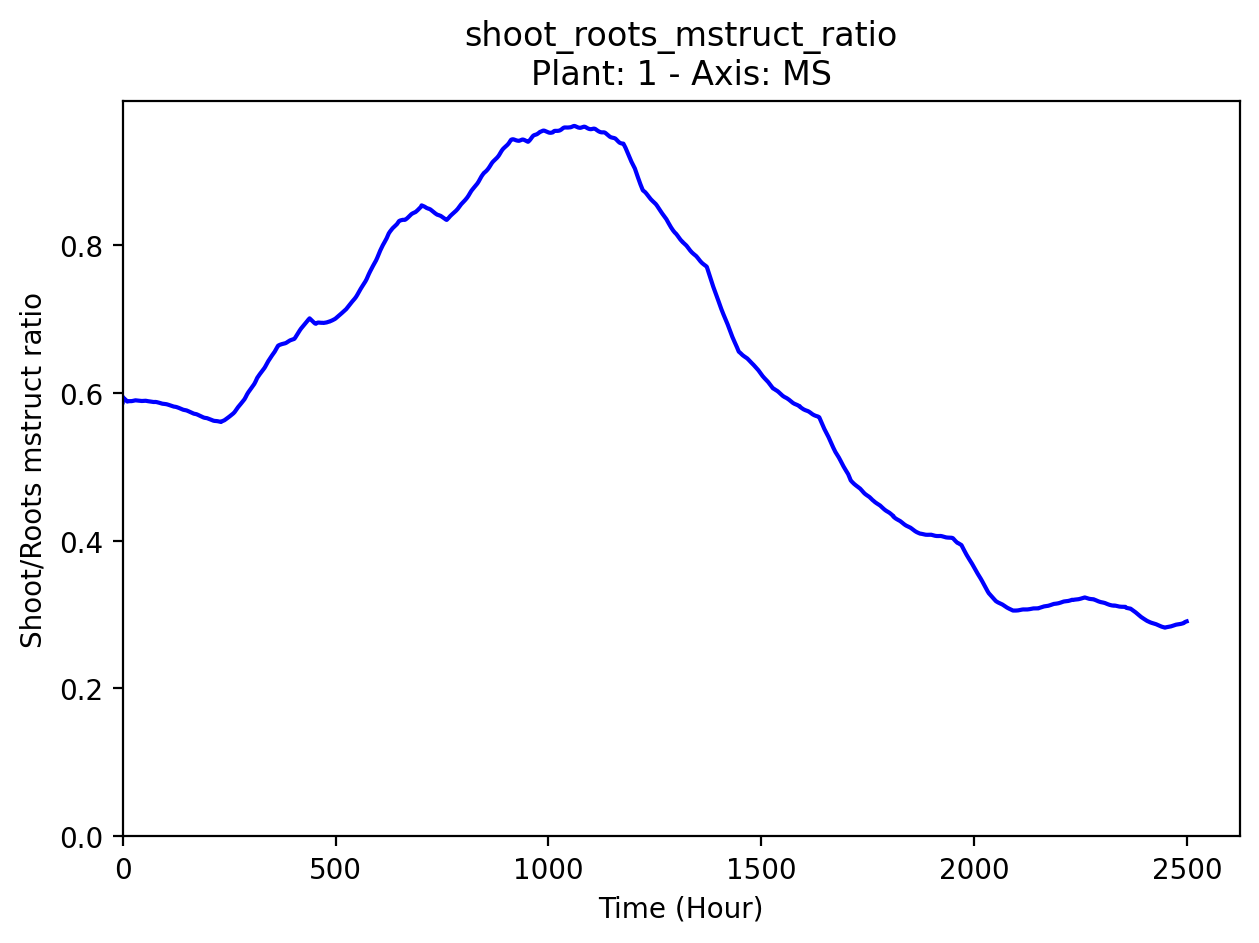 shoot_roots_mstruct_ratio
Plant: 1 - Axis: MS
Shoot/Roots mstruct ratio
0.8
0.6
0.4
0.2
0.0
0 500 1000 1500 2000 2500
Time (Hour)